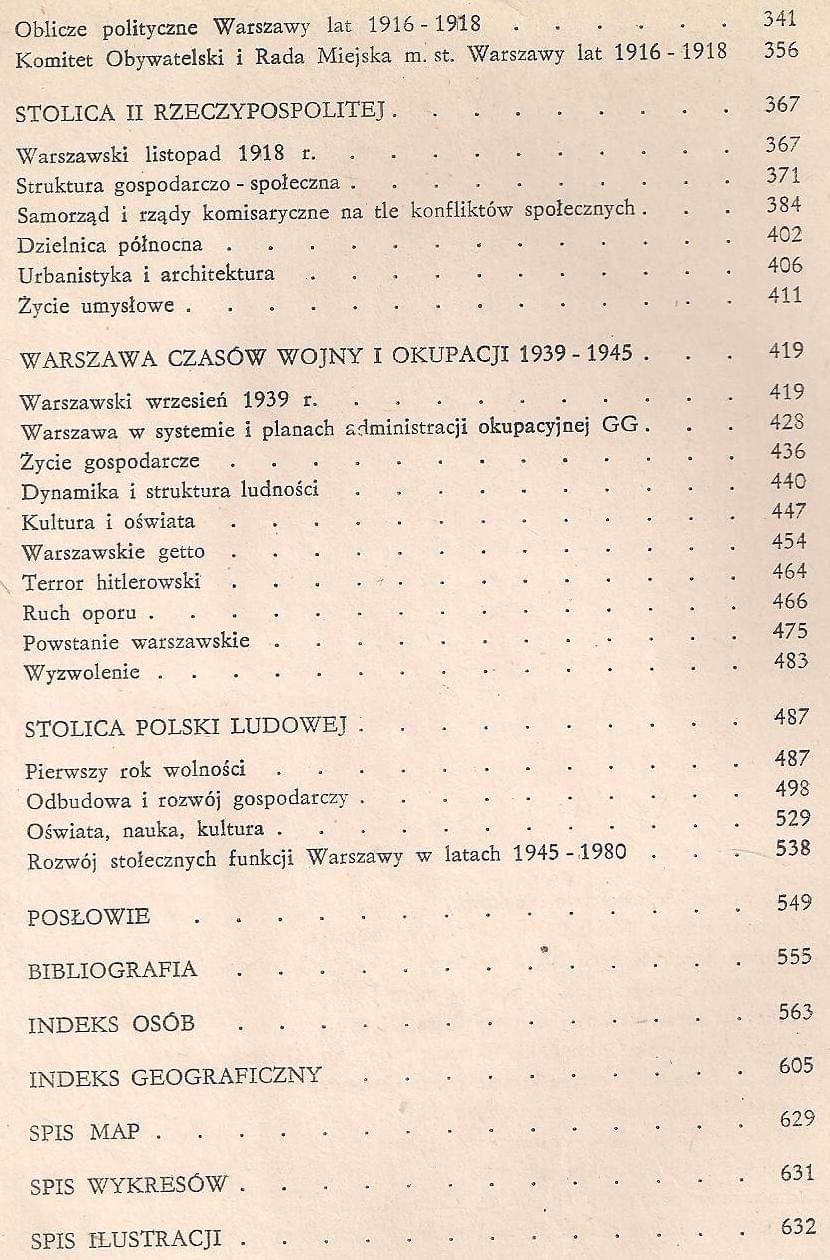 Oblicze polityczne Warszawy lat 1916 - 1918 . . . . . . 341
Komitet Obywatelski i Rada Miejska m. st. Warszawy lat 1916 - 1918 356
STOLICA II RZECZYPOSPOLITEJ . . . . . . . . . 367
Warszawski listopad 1918 r. . . . . . . . . . 367
Struktura gospodarczo - społeczna . . . . . . . . . . 371
Samorząd i rządy komisaryczne na tle konfliktów społecznych . . . 384
Dzielnica północna . . . . . . . . . . . . . 402
Urbanistyka i architektura . . . . . . . . . . . 406
Życie umysłowe . . . . . . . . . . . . . . 411
WARSZAWA CZASÓW WOJNY I OKUPACJI 1939 - 1945 . . . 419
Warszawski wrzesień 1939 r. . . . . . . . . . 419
Warszawa w systemie i planach administracji okupacyjnej GG . . . 428
Życie gospodarcze . . . . . . . . . . . . . 436
Dynamika i struktura ludności . . . . . . . . . . 440
Kultura i oświata . . . . . . . . . . . . . 447
Warszawskie getto . . . . . . . . . . . . . 454
Terror hitlerowski . . . . . . . . . . . . . 464
Ruch oporu . . . . . . . . . . . . . . . 466
Powstanie warszawskie . . . . . . . . . . . . 475
Wyzwolenie . . . . . . . . . . . . . . . 483
STOLICA POLSKI LUDOWEJ . . . . . . . . . . 487
Pierwszy rok wolności . . . . . . . . . . . . 487
Odbudowa i rozwój gospodarczy . . . . . . . . . . 498
Oświata, nauka, kultura . . . . . . . . . . . . 529
Rozwój stołecznych funkcji Warszawy w latach 1945 - 1980 . . . 538
POSŁOWIE . . . . . . . . . . . . . . 549
BIBLIOGRAFIA . . . . . . . . . . . . . 555
INDEKS OSÓB . . . . . . . . . . . . . 563
INDEKS GEOGRAFICZNY . . . . . . . . . . 605
SPIS MAP . . . . . . . . . . . . . . . 629
SPIS WYKRESÓW . . . . . . . . . . . . . 631
SPIS ILUSTRACJI . . . . . . . . . . . . . 632